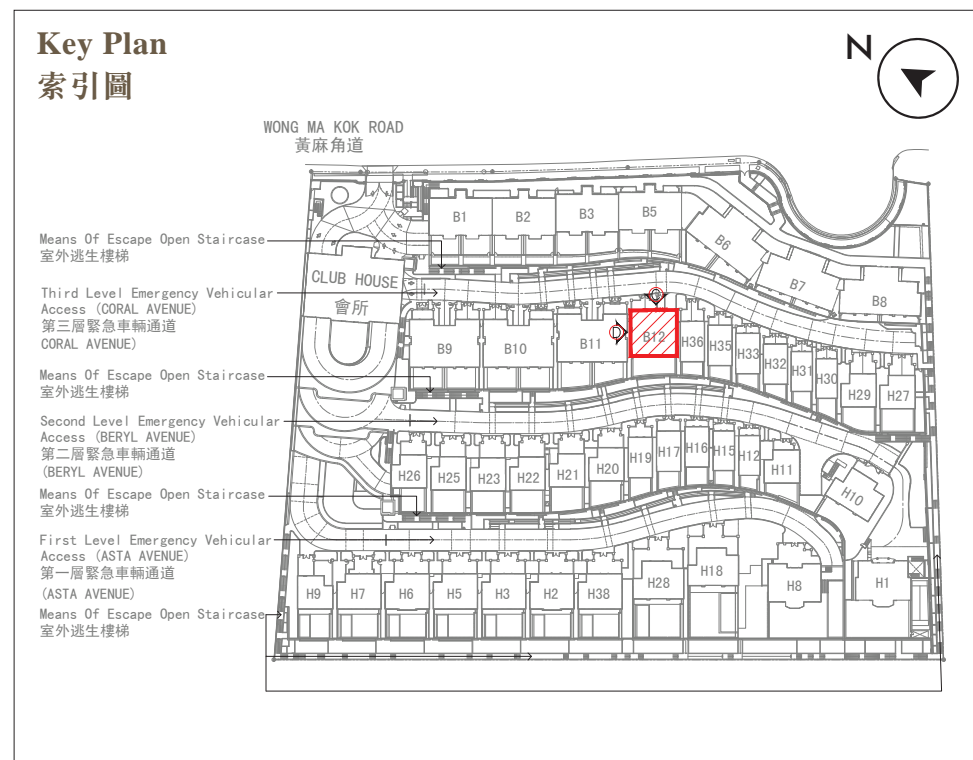 Key Plan
索引圖
N
WONG MA KOK ROAD
黃麻角道
B1
B2
B3
B5
B6
B7
B8
Means Of Escape Open Staircase
室外逃生樓梯
CLUB HOUSE
會所
Third Level Emergency Vehicular
Access (CORAL AVENUE)
第三層緊急車輛通道
CORAL AVENUE)
B9
B10
B11
B12
H36
H35
H33
H32
H31
H30
H29
H27
Means Of Escape Open Staircase
室外逃生樓梯
Second Level Emergency Vehicular
Access (BERYL AVENUE)
第二層緊急車輛通道
(BERYL AVENUE)
H26
H25
H23
H22
H21
H20
H19
H17
H16
H15
H12
H11
H10
Means Of Escape Open Staircase
室外逃生樓梯
First Level Emergency Vehicular
Access (ASTA AVENUE)
第一層緊急車輛通道
(ASTA AVENUE)
H9
H7
H6
H5
H3
H2
H38
H28
H18
H8
H1
Means Of Escape Open Staircase
室外逃生樓梯